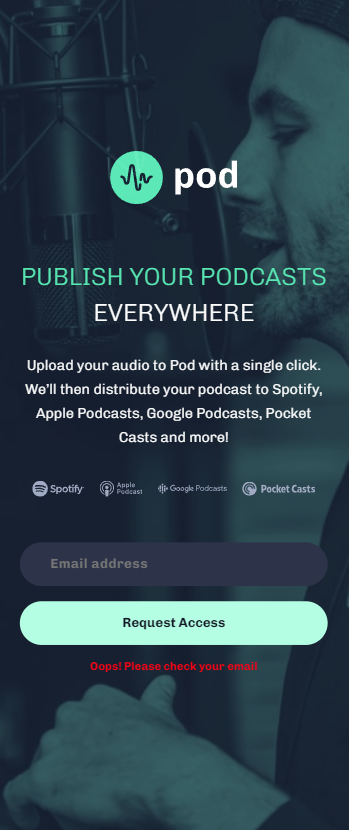 pod
PUBLISH YOUR PODCASTS
EVERYWHERE
Upload your audio to Pod with a single click.
We’ll then distribute your podcast to Spotify,
Apple Podcasts, Google Podcasts, Pocket
Casts and more!
Spotify Apple Podcast Google Podcasts Pocket Casts
Email address
Request Access
Oops! Please check your email